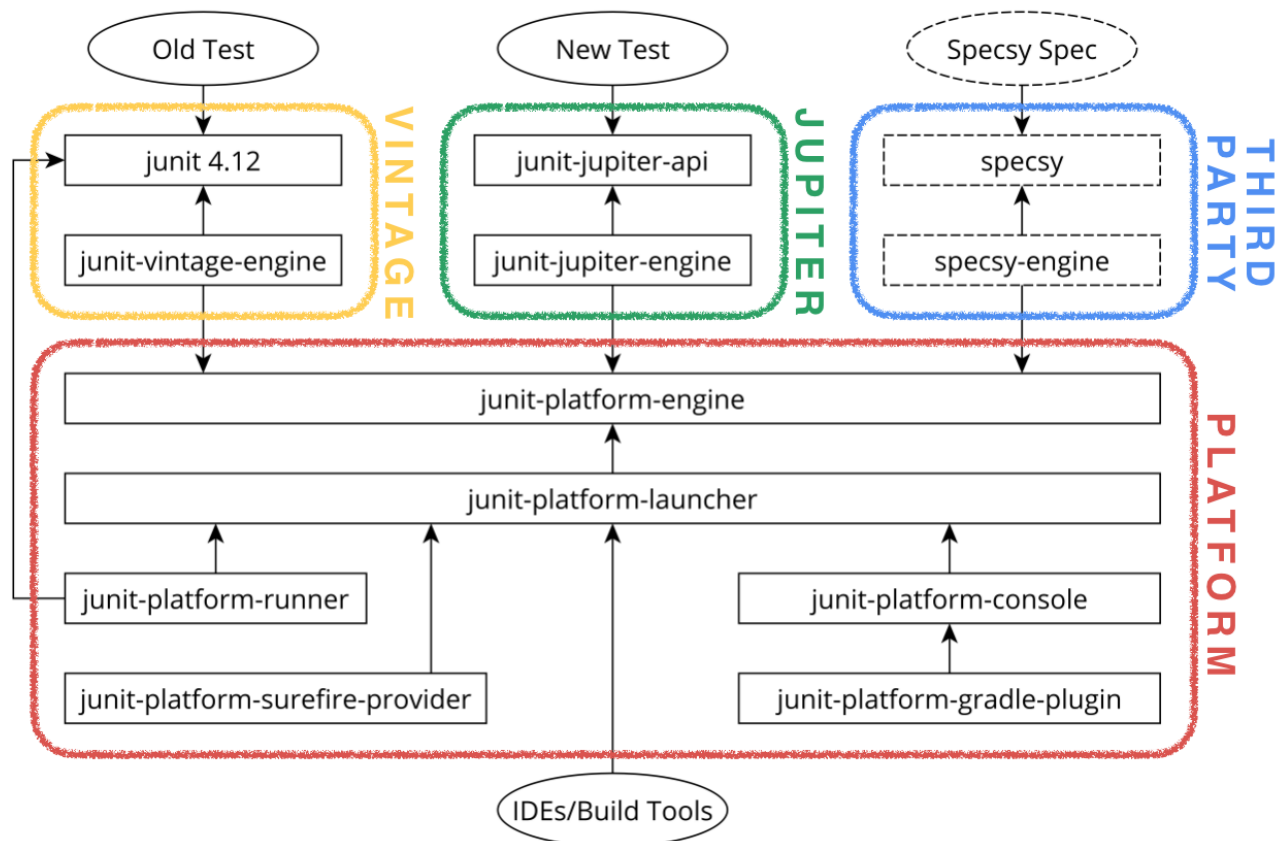 Old Test
New Test
Specsy Spec
VINTAGE
JUPITER
THIRD
PARTY
junit 4.12
junit-jupiter-api
specsy
junit-vintage-engine
junit-jupiter-engine
specsy-engine
PLATFORM
junit-platform-engine
junit-platform-launcher
junit-platform-runner
junit-platform-console
junit-platform-surefire-provider
junit-platform-gradle-plugin
IDEs/Build Tools